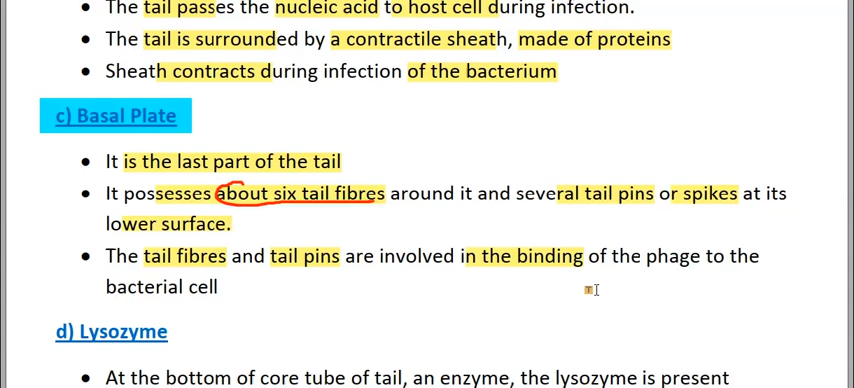 • The tail passes the nucleic acid to host cell during infection.
• The tail is surrounded by a contractile sheath, made of proteins
• Sheath contracts during infection of the bacterium
c) Basal Plate
• It is the last part of the tail
• It possesses about six tail fibres around it and several tail pins or spikes at its
lower surface.
• The tail fibres and tail pins are involved in the binding of the phage to the
bacterial cell
d) Lysozyme
• At the bottom of core tube of tail, an enzyme, the lysozyme is present